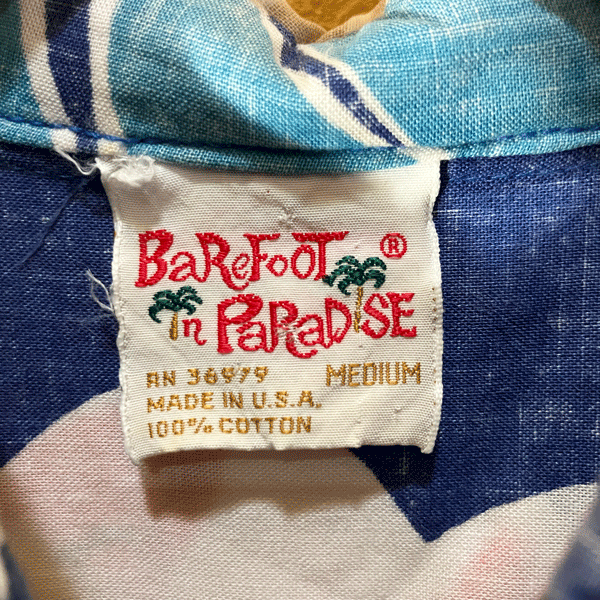 BaReFOOT ®
in PaRaDISE
RN 36979 MEDIUM
MADE IN U.S.A.
100% COTTON